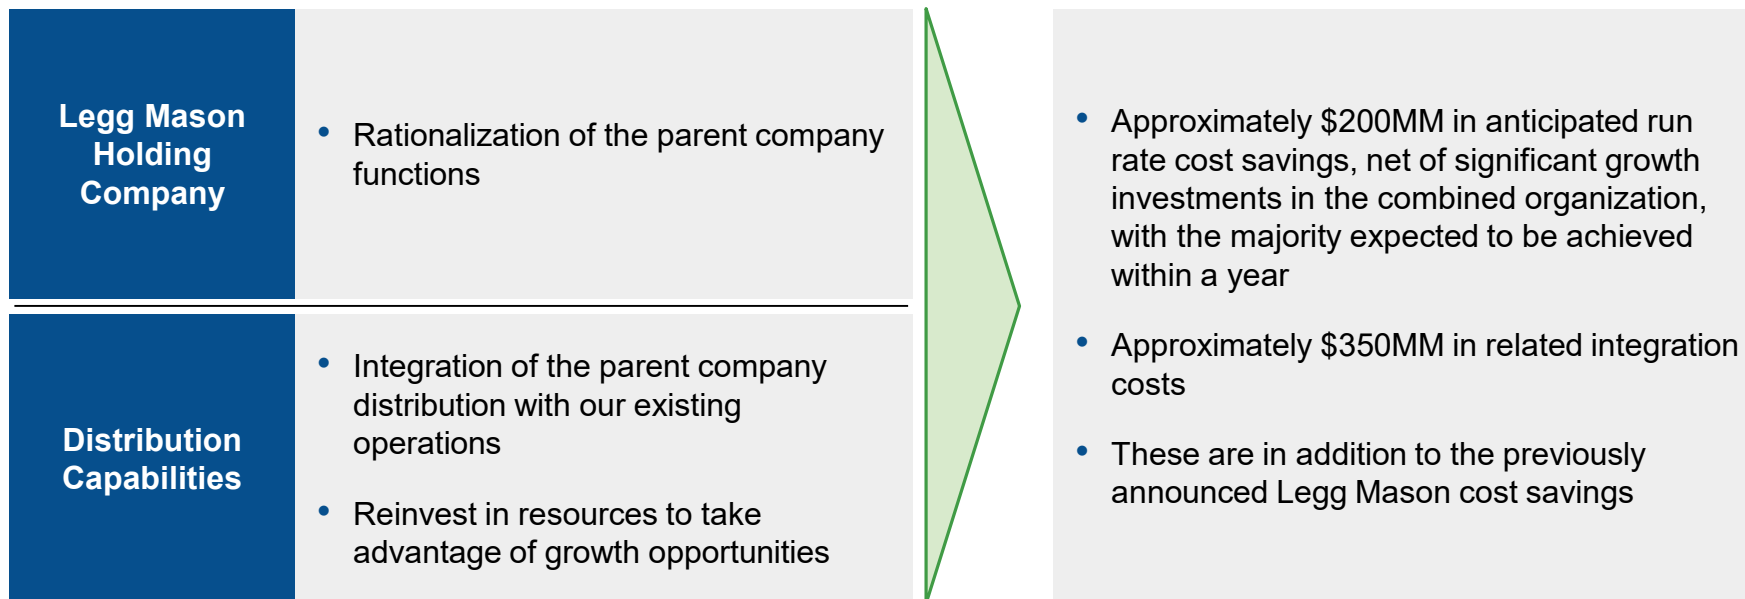 Legg Mason
Holding
Company
• Rationalization of the parent company
functions
Distribution
Capabilities
• Integration of the parent company
distribution with our existing
operations
• Reinvest in resources to take
advantage of growth opportunities
• Approximately $200MM in anticipated run
rate cost savings, net of significant growth
investments in the combined organization,
with the majority expected to be achieved
within a year
• Approximately $350MM in related integration
costs
• These are in addition to the previously
announced Legg Mason cost savings